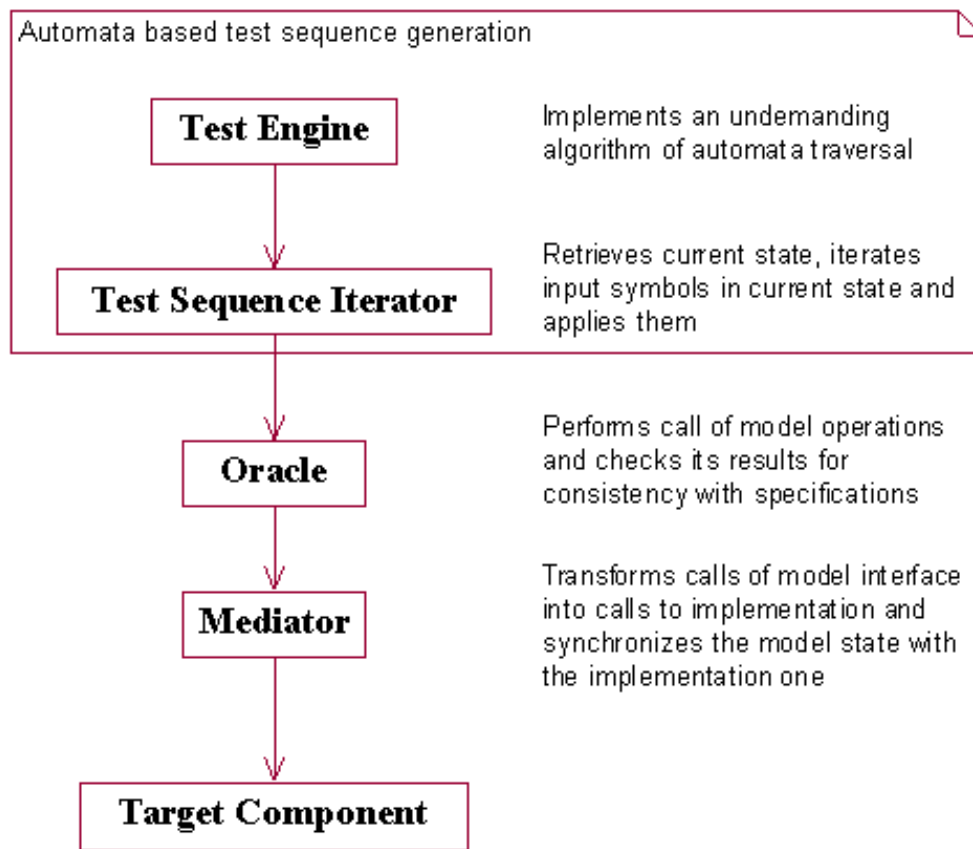 Automata based test sequence generation
Test Engine
Implements an undemanding
algorithm of automata traversal
Test Sequence Iterator
Retrieves current state, iterates
input symbols in current state and
applies them
Oracle
Performs call of model operations
and checks its results for
consistency with specifications
Mediator
Transforms calls of model interface
into calls to implementation and
synchronizes the model state with
the implementation one
Target Component